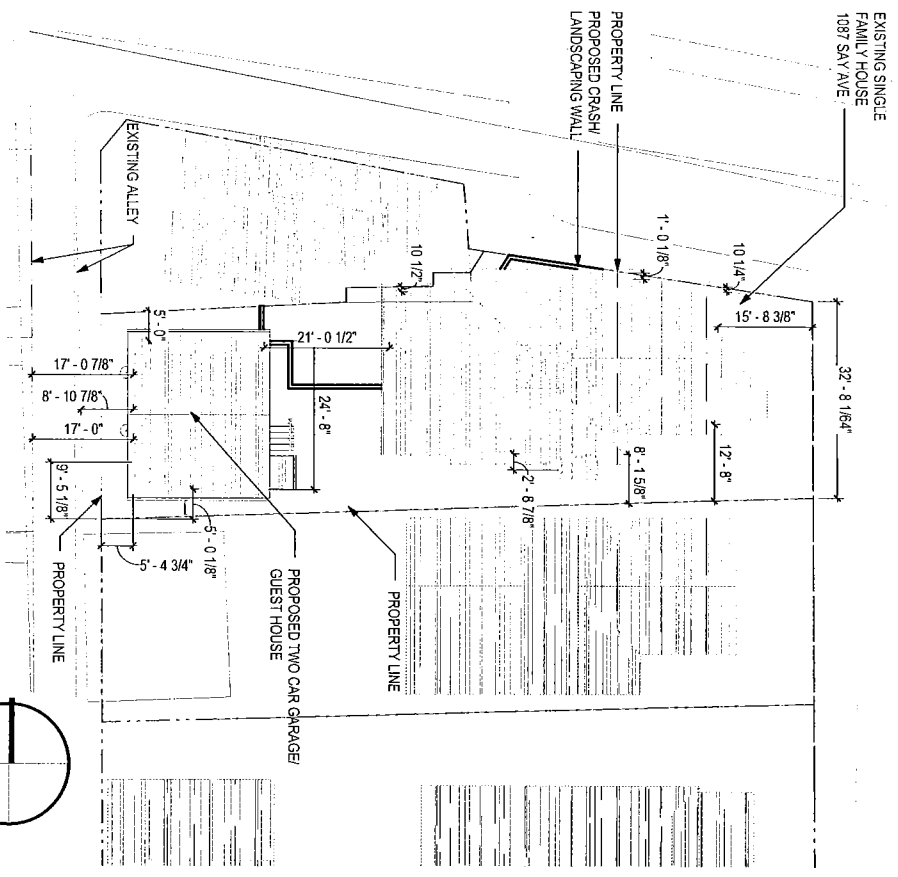 EXISTING SINGLE
FAMILY HOUSE
1087 SAY AVE
PROPERTY LINE
PROPOSED CRASH/
LANDSCAPING WALL
EXISTING ALLEY
10 1/2"
1' - 0 1/8"
10 1/4"
15' - 8 3/8"
32' - 8 1/64"
12' - 8"
8' - 1 5/8"
2' - 8 7/8"
21' - 0 1/2"
24' - 8"
5' - 0"
17' - 0 7/8"
8' - 10 7/8"
17' - 0"
9' - 5 1/8"
5' - 0 1/8"
5' - 4 3/4"
PROPERTY LINE
PROPOSED TWO CAR GARAGE/
GUEST HOUSE
PROPERTY LINE